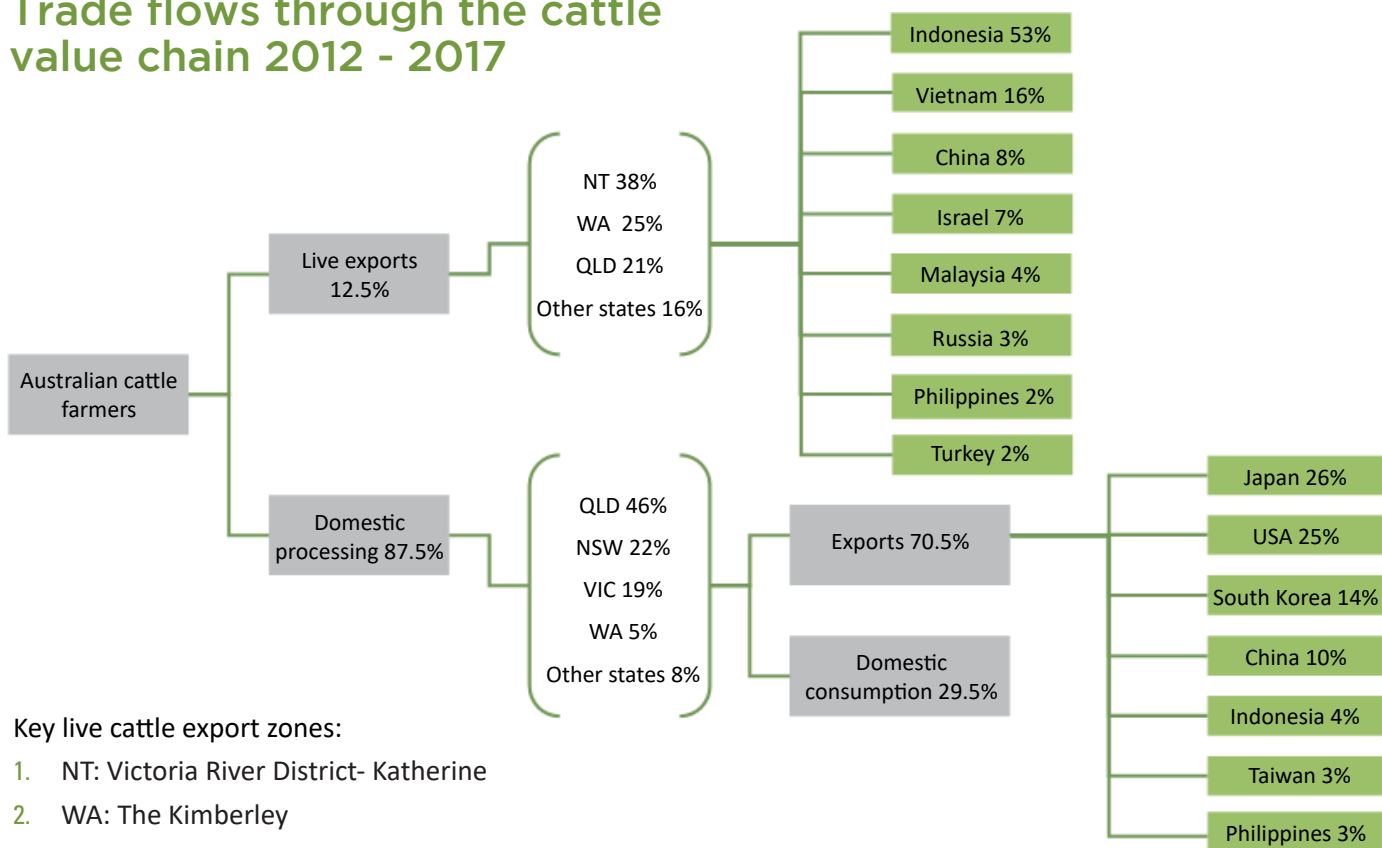 Trade flows through the cattle
value chain 2012 - 2017
Australian cattle
farmers
Live exports
12.5%
NT 38%
WA 25%
QLD 21%
Other states 16%
Indonesia 53%
Vietnam 16%
China 8%
Israel 7%
Malaysia 4%
Russia 3%
Philippines 2%
Turkey 2%
Domestic
processing 87.5%
QLD 46%
NSW 22%
VIC 19%
WA 5%
Other states 8%
Exports 70.5%
Domestic
consumption 29.5%
Japan 26%
USA 25%
South Korea 14%
China 10%
Indonesia 4%
Taiwan 3%
Philippines 3%
Key live cattle export zones:
1. NT: Victoria River District- Katherine
2. WA: The Kimberley